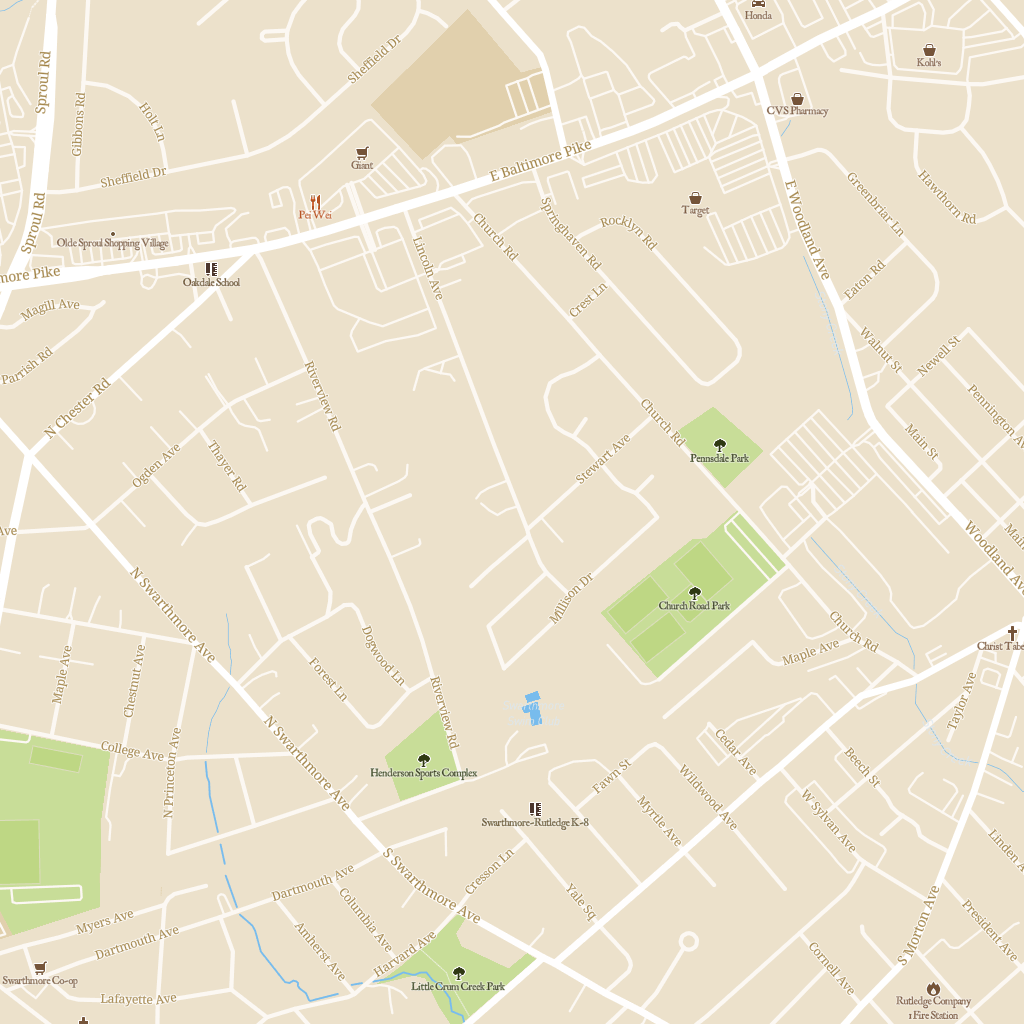 Honda
Sproul Rd
Sheffield Dr
Kohl's
Gibbons Rd
Holt Ln
CVS Pharmacy
Giant
E Baltimore Pike
Sheffield Dr
E Woodland Ave
Greenbriar Ln
Hawthorn Rd
Pei Wei
Target
Sproul Rd
Church Rd
Springhaven Rd
Rocklyn Rd
Olde Sproul Shopping Village
Lincoln Ave
more Pike
Oakdale School
Eaton Rd
Crest Ln
Magill Ave
Walnut St
Newell St
Parrish Rd
Riverview Rd
N Chester Rd
Church Rd
Pennington Av
Main St
Pennsdale Park
Ogden Ave
Thayer Rd
Stewart Ave
Ave
Woodland Ave
Mai
N Swarthmore Ave
Millison Dr
Church Road Park
Church Rd
Christ Tabe
Maple Ave
Maple Ave
Chestnut Ave
Dogwood Ln
Forest Ln
Riverview Rd
Taylor Ave
College Ave
N Swarthmore Ave
Cedar Ave
N Princeton Ave
Henderson Sports Complex
Fawn St
Wildwood Ave
Beech St
Myrtle Ave
W Sylvan Ave
Swarthmore-Rutledge K-8
Linden A
S Swarthmore Ave
Cresson Ln
Dartmouth Ave
Yale Sq
Columbia Ave
Myers Ave
Amherst Ave
Dartmouth Ave
Harvard Ave
S Morton Ave
President Ave
Cornell Ave
Swarthmore Co-op
Little Crum Creek Park
Lafayette Ave
Rutledge Company
1 Fire Station